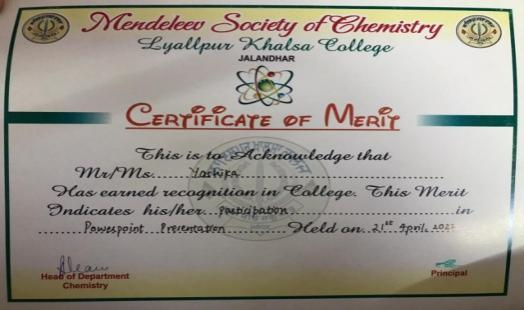 Mendeleev Society of Chemistry
Lyallpur Khalsa College
JALANDHAR
CERTIFICATE OF MERIT
This is to Acknowledge that
Mr/Ms. Yashika
Has earned recognition in College. This Merit
Indicates his/her participation in
Powerpoint Presentation Held on 21st April, 2022
Head of Department
Chemistry
Principal